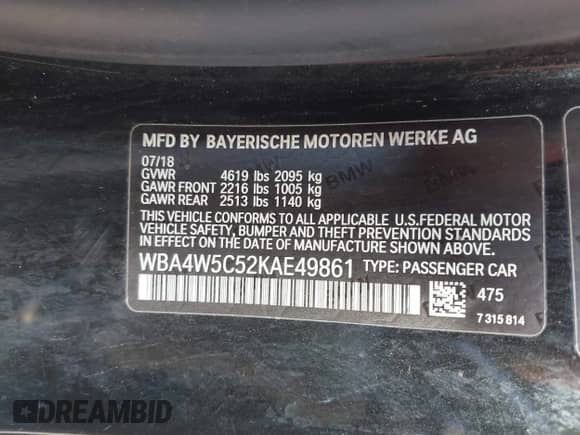 MFD BY BAYERISCHE MOTOREN WERKE AG
07/18
GVWR 4619 lbs 2095 kg
GAWR FRONT 2216 lbs 1005 kg
GAWR REAR 2513 lbs 1140 kg
THIS VEHICLE CONFORMS TO ALL APPLICABLE U.S.FEDERAL MOTOR
VEHICLE SAFETY, BUMPER AND THEFT PREVENTION STANDARDS
IN EFFECT ON THE DATE OF MANUFACTURE SHOWN ABOVE.
WBA4W5C52KAE49861 TYPE: PASSENGER CAR
475
7 315 814
BMW
DREAMBID